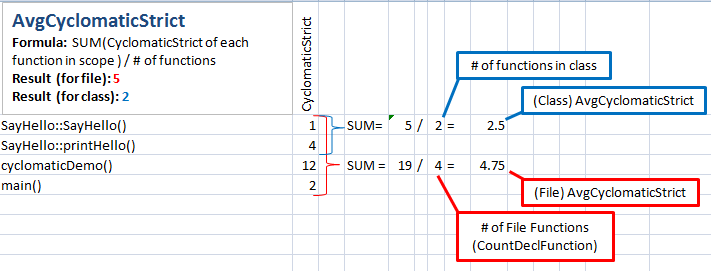 AvgCyclomaticStrict
Formula: SUM(CyclomaticStrict of each
function in scope ) / # of functions
Result (for file): 5
Result (for class): 2
CyclomaticStrict
# of functions in class
(Class) AvgCyclomaticStrict
SayHello::SayHello() 1 SUM= 5 / 2 = 2.5
SayHello::printHello() 4
cyclomaticDemo() 12 SUM = 19 / 4 = 4.75
main() 2
(File) AvgCyclomaticStrict
# of File Functions
(CountDeclFunction)